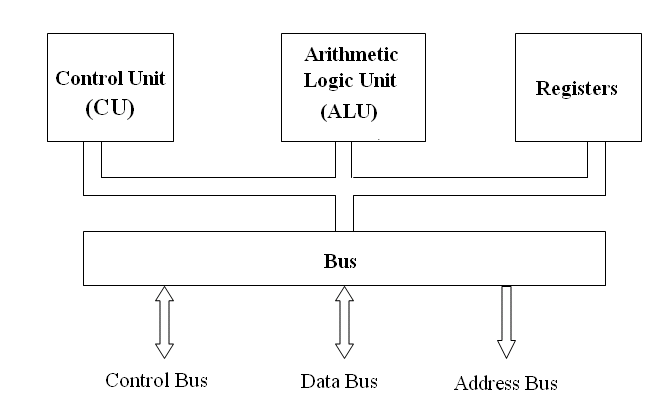 Control Unit
(CU)
Arithmetic
Logic Unit
(ALU)
Registers
Bus
Control Bus
Data Bus
Address Bus